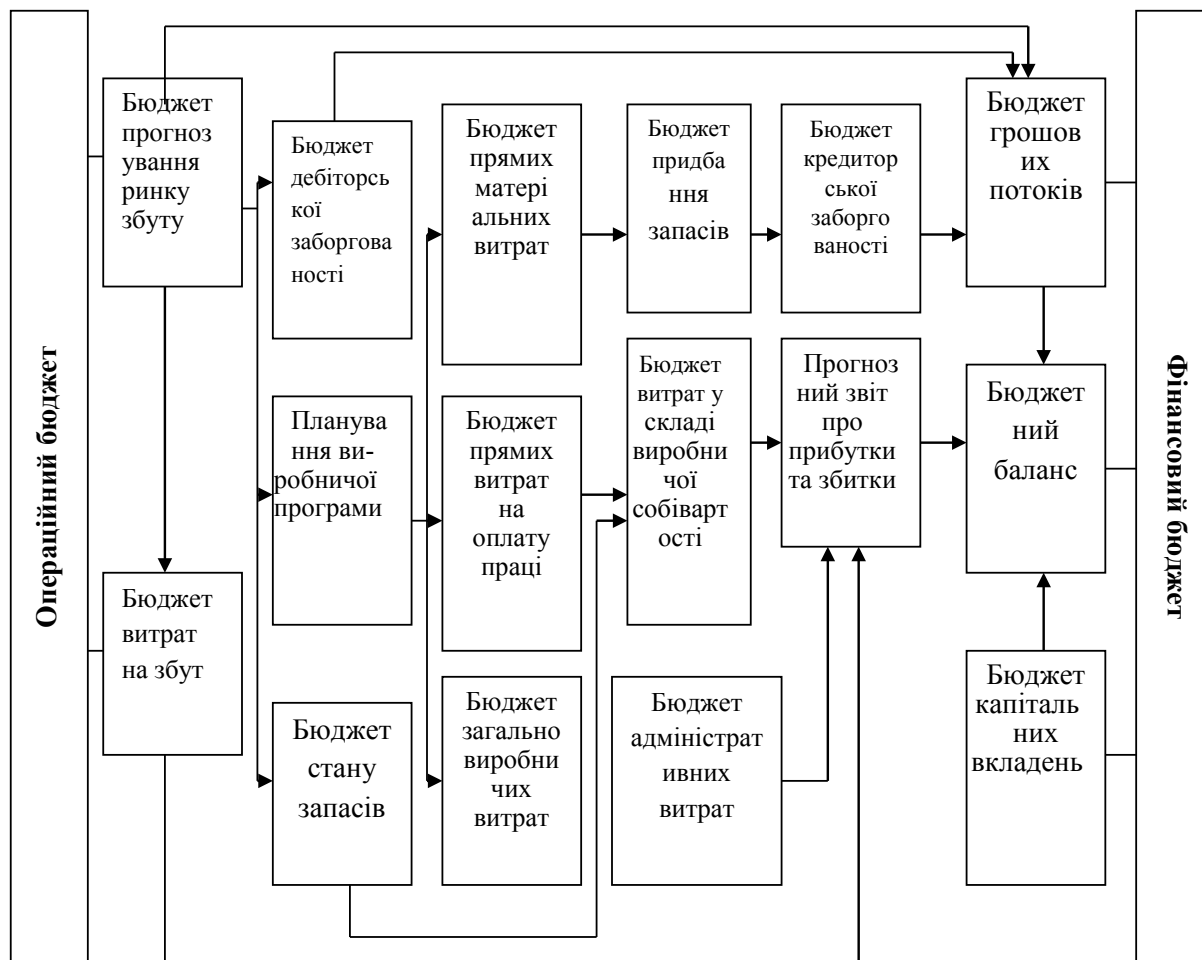 Операційний бюджет
Бюджет
прогноз
ування
ринку
збуту
Бюджет
витрат
на збут
Бюджет
дебіторсь
кої
заборгова
ності
Планува
ння ви-
робничої
програми
Бюджет
стану
запасів
Бюджет
прямих
матері
альних
витрат
Бюджет
прямих
витрат
на
оплату
праці
Бюджет
загально
виробни
чих
витрат
Бюджет
придба
ння
запасів
Бюджет
витрат у
складі
виробни
чої
собіварт
ості
Бюджет
адміністрат
ивних
витрат
Бюджет
кредитор
ської
заборго
ваності
Прогноз
ний звіт
про
прибутки
та збитки
Бюджет
грошов
их
потоків
Бюджет
ний
баланс
Бюджет
капіталь
них
вкладень
Фінансовий бюджет